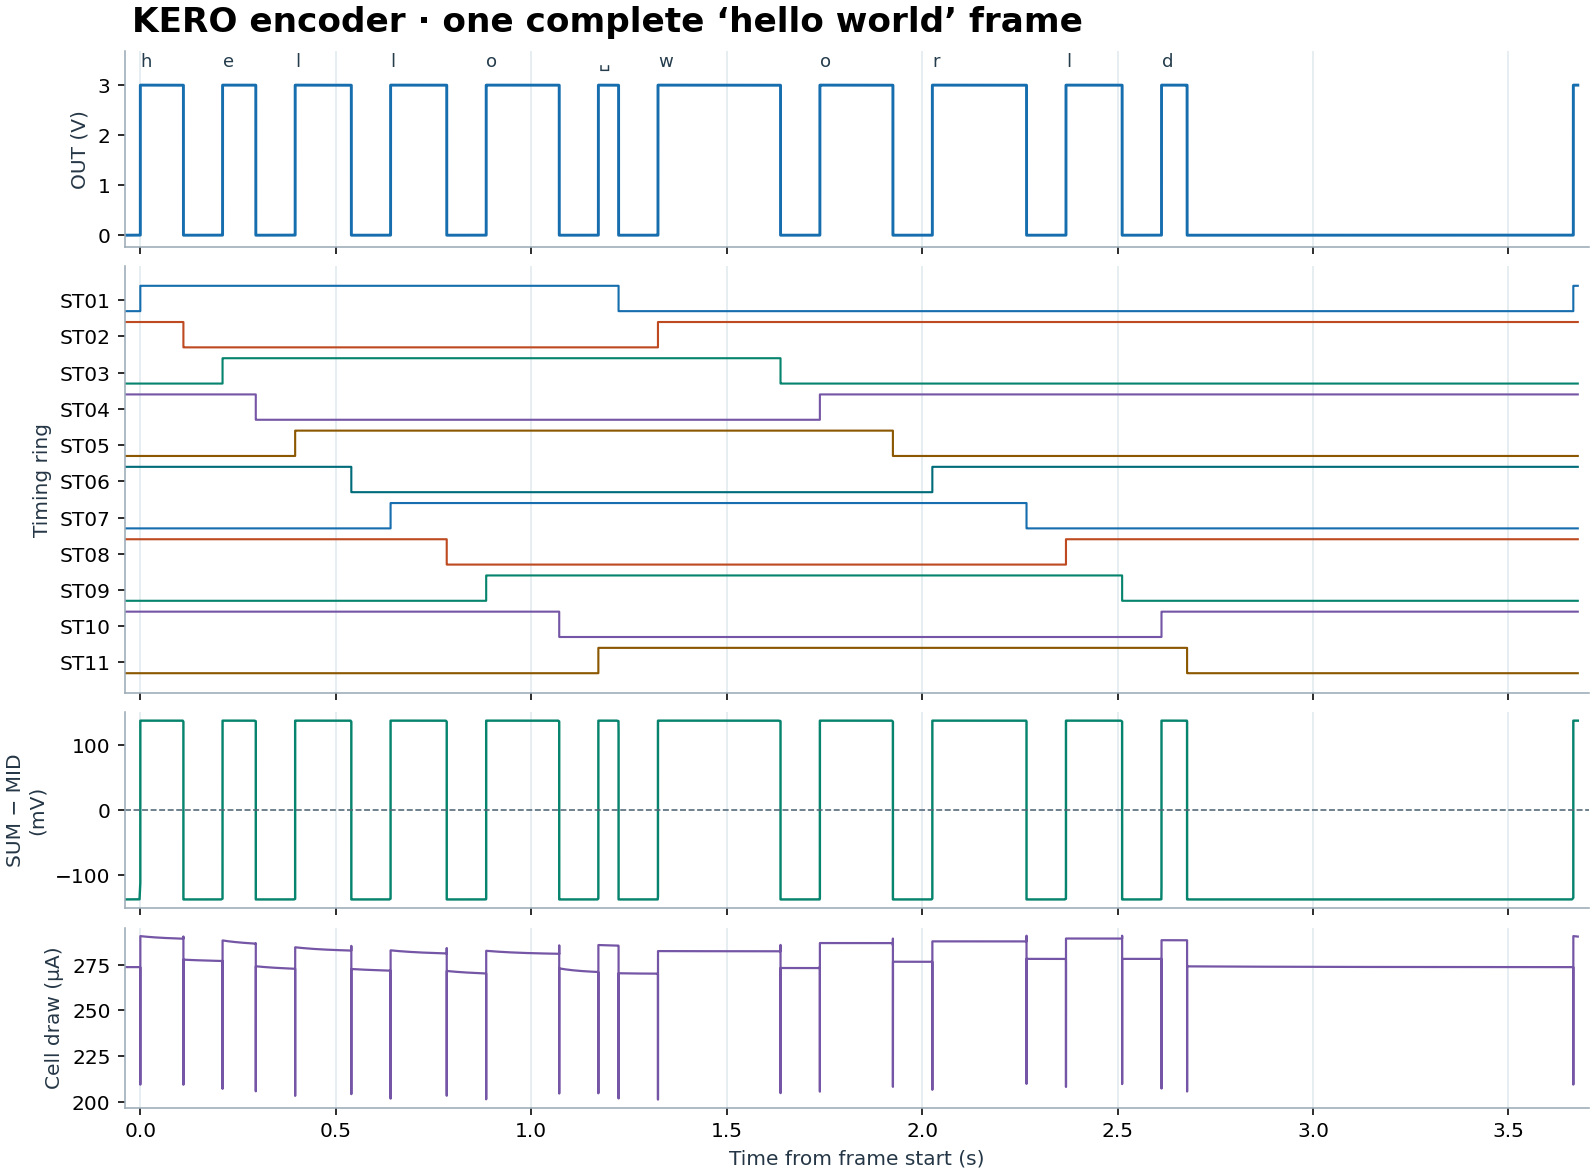 KERO encoder · one complete ‘hello world’ frame
h e l l o ␣ w o r l d
OUT (V)
3
2
1
0
Timing ring
ST01
ST02
ST03
ST04
ST05
ST06
ST07
ST08
ST09
ST10
ST11
SUM − MID
(mV)
100
0
−100
Cell draw (µA)
275
250
225
200
0.0 0.5 1.0 1.5 2.0 2.5 3.0 3.5
Time from frame start (s)